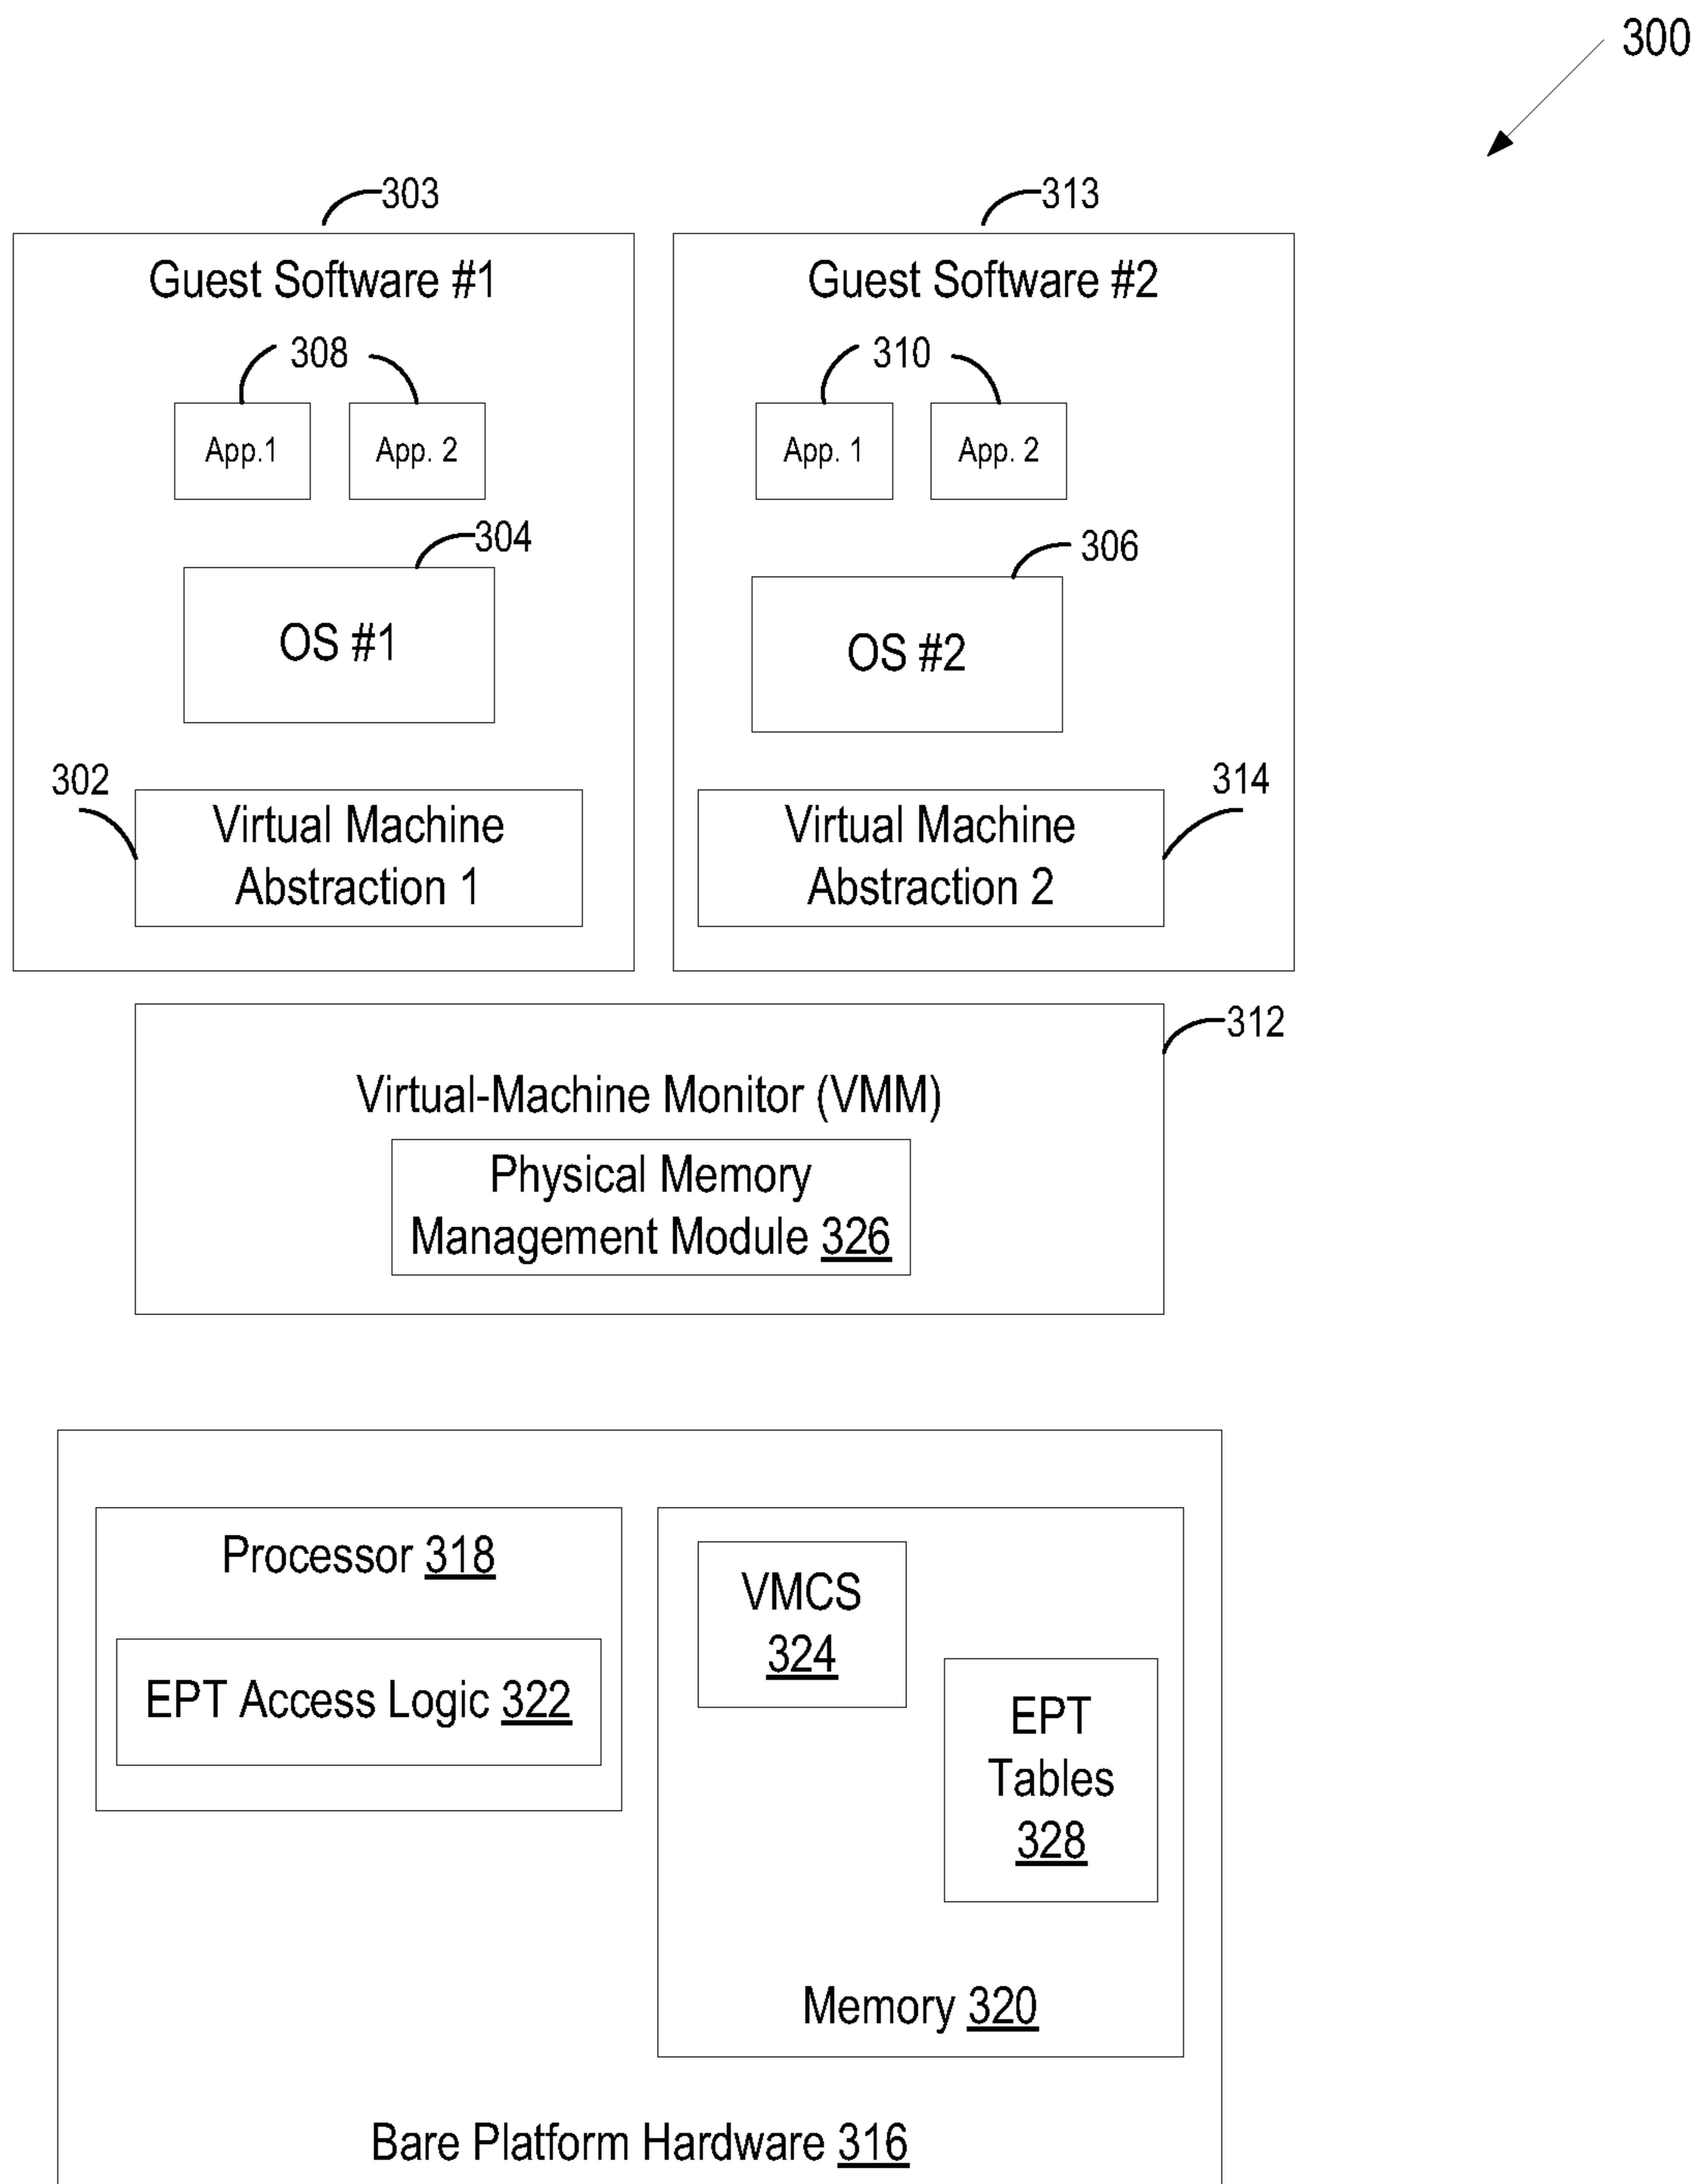 300
303
313
Guest Software #1
Guest Software #2
308
310
App.1
App. 2
App. 1
App. 2
304
306
OS #1
OS #2
302
314
Virtual Machine
Abstraction 1
Virtual Machine
Abstraction 2
312
Virtual-Machine Monitor (VMM)
Physical Memory
Management Module 326
Processor 318
EPT Access Logic 322
VMCS
324
EPT
Tables
328
Memory 320
Bare Platform Hardware 316